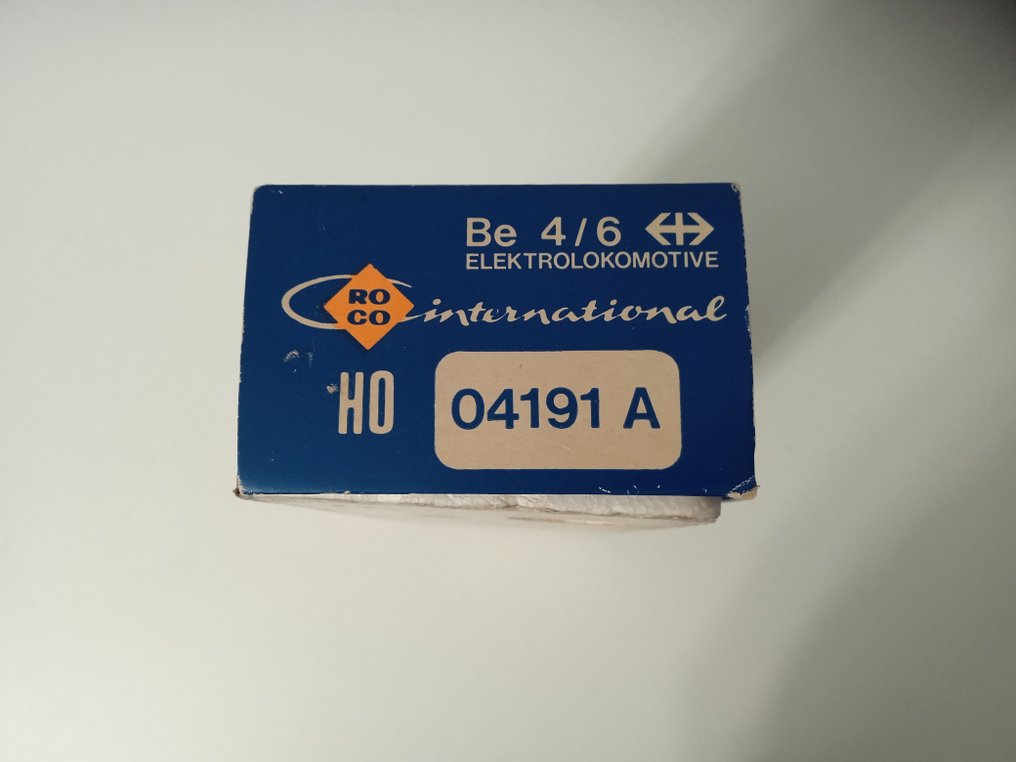 Be 4/6
ELEKTROLOKOMOTIVE
RO
CO
international
HO
04191 A